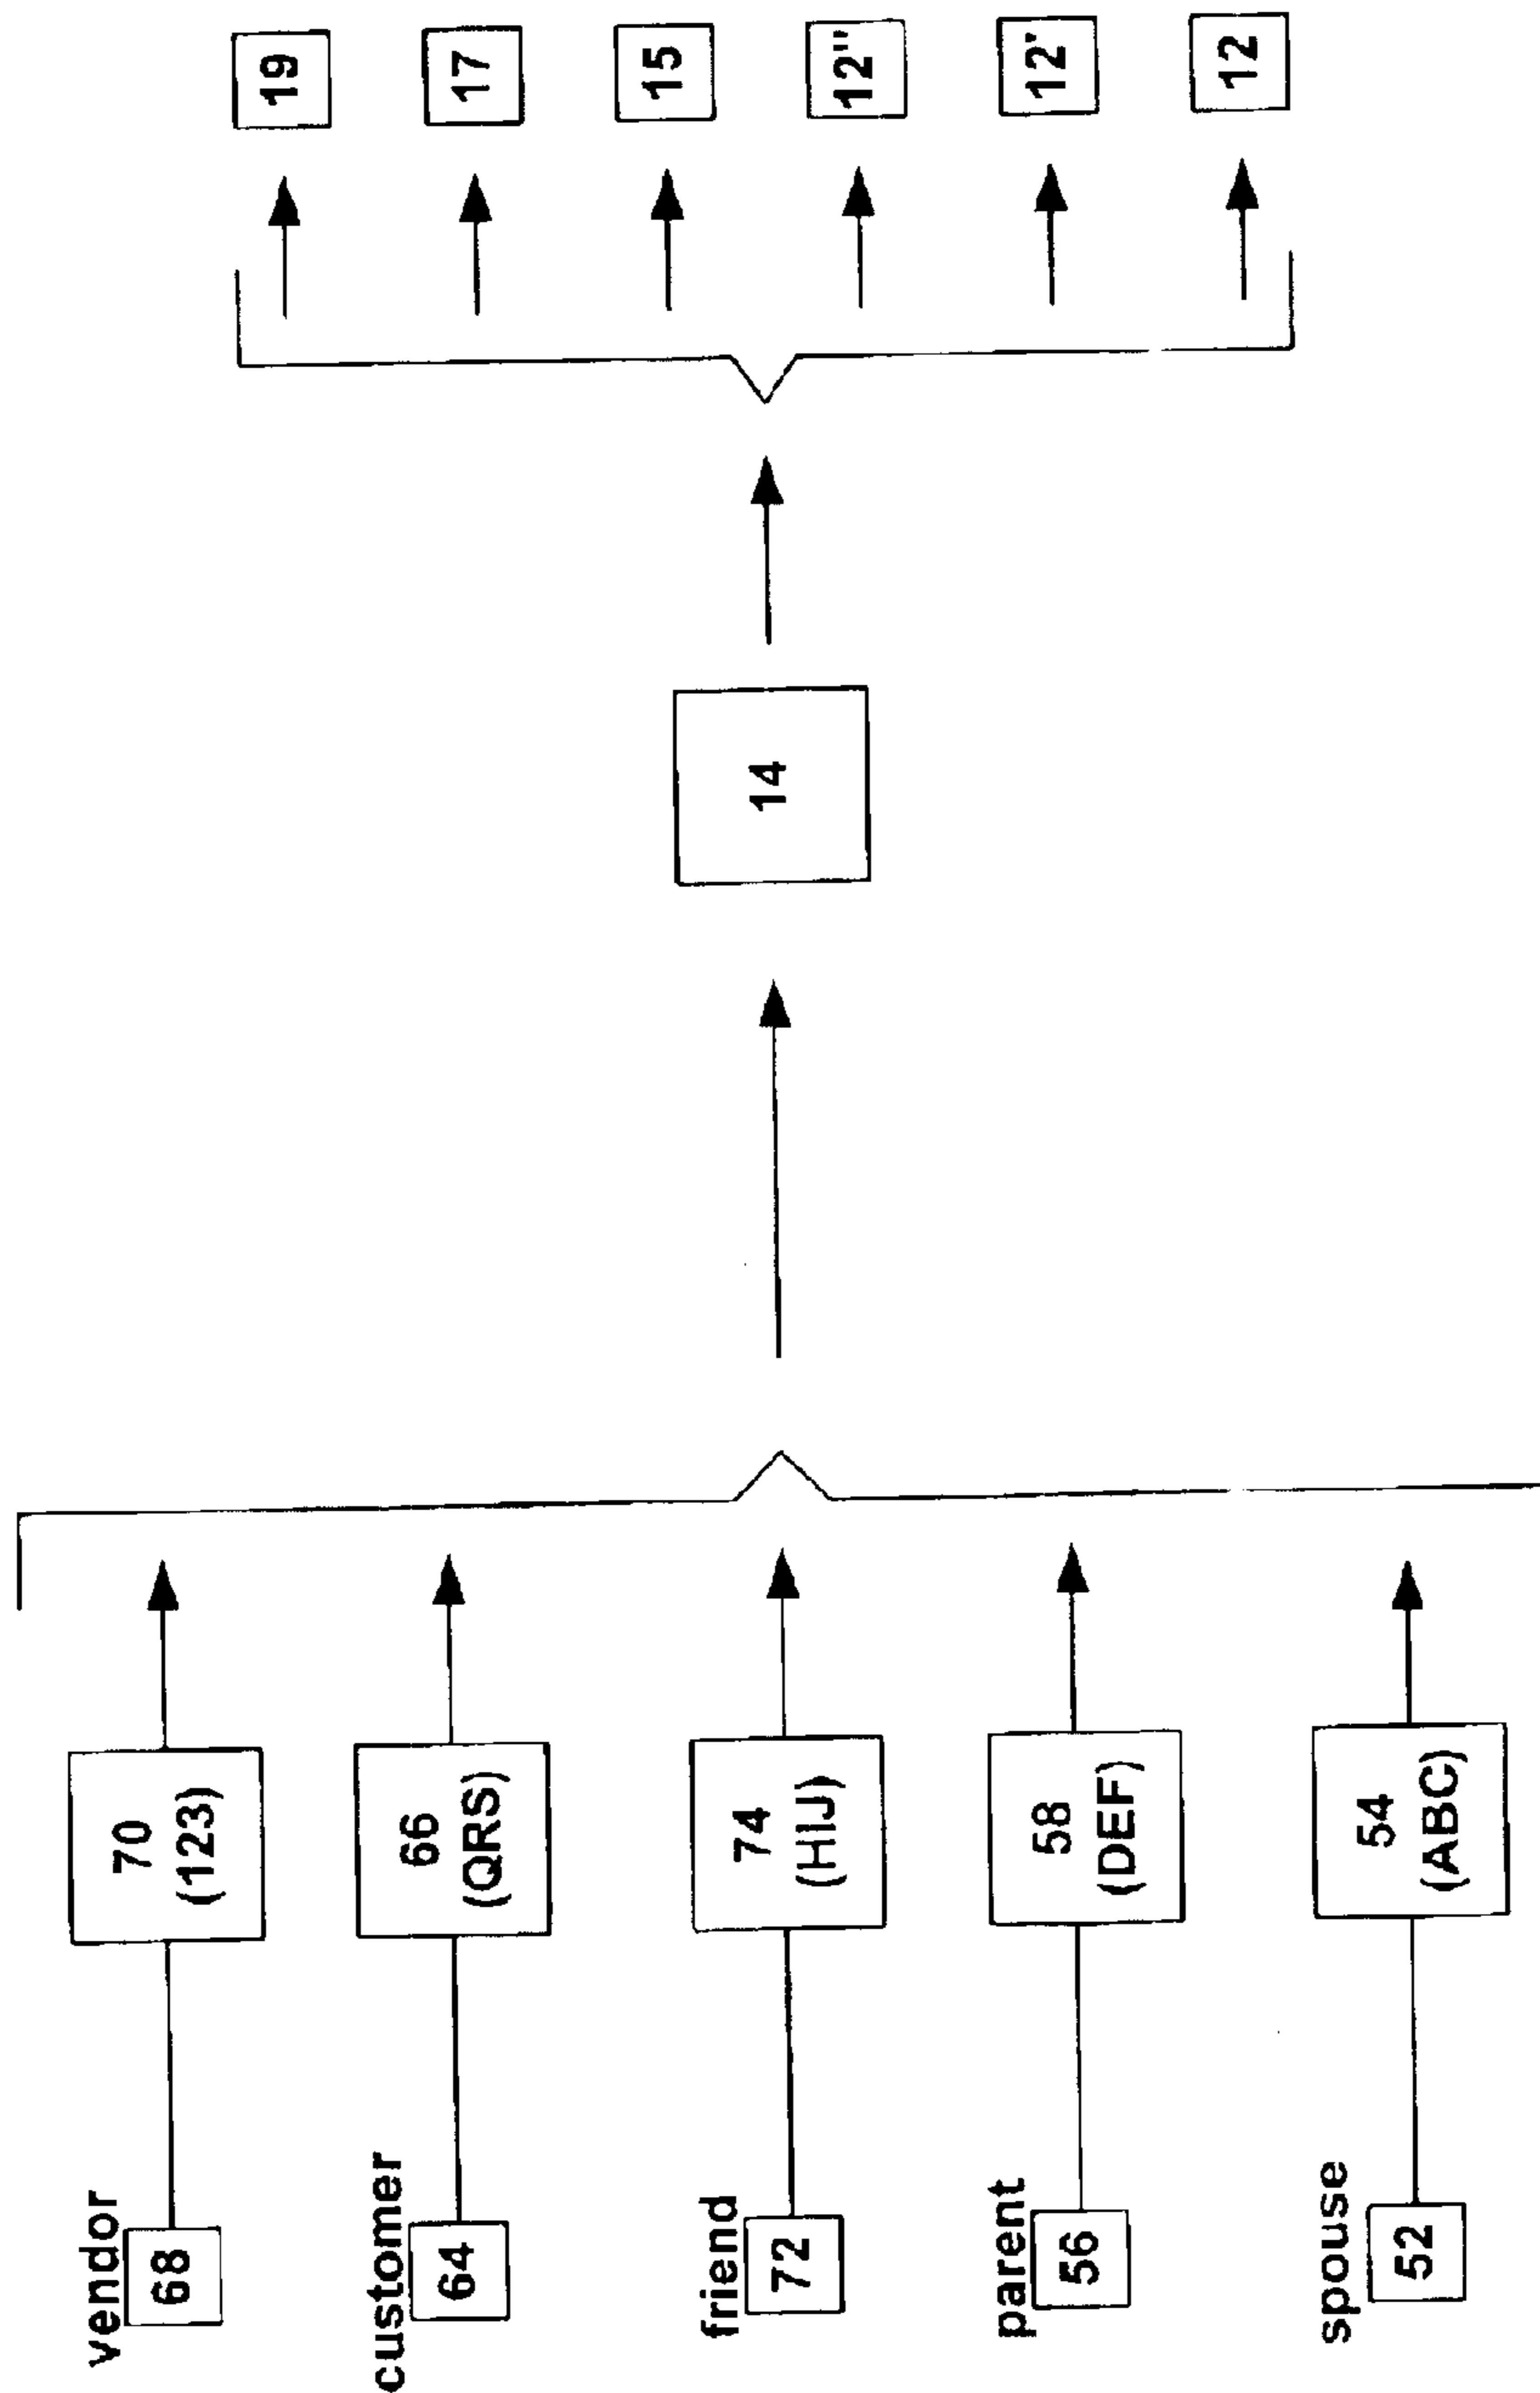 vendor
68
70
(123)
customer
64
66
(QRS)
friend
72
74
(HIJ)
parent
56
58
(DEF)
spouse
52
54
(ABC)
14
19
17
15
12"
12'
12